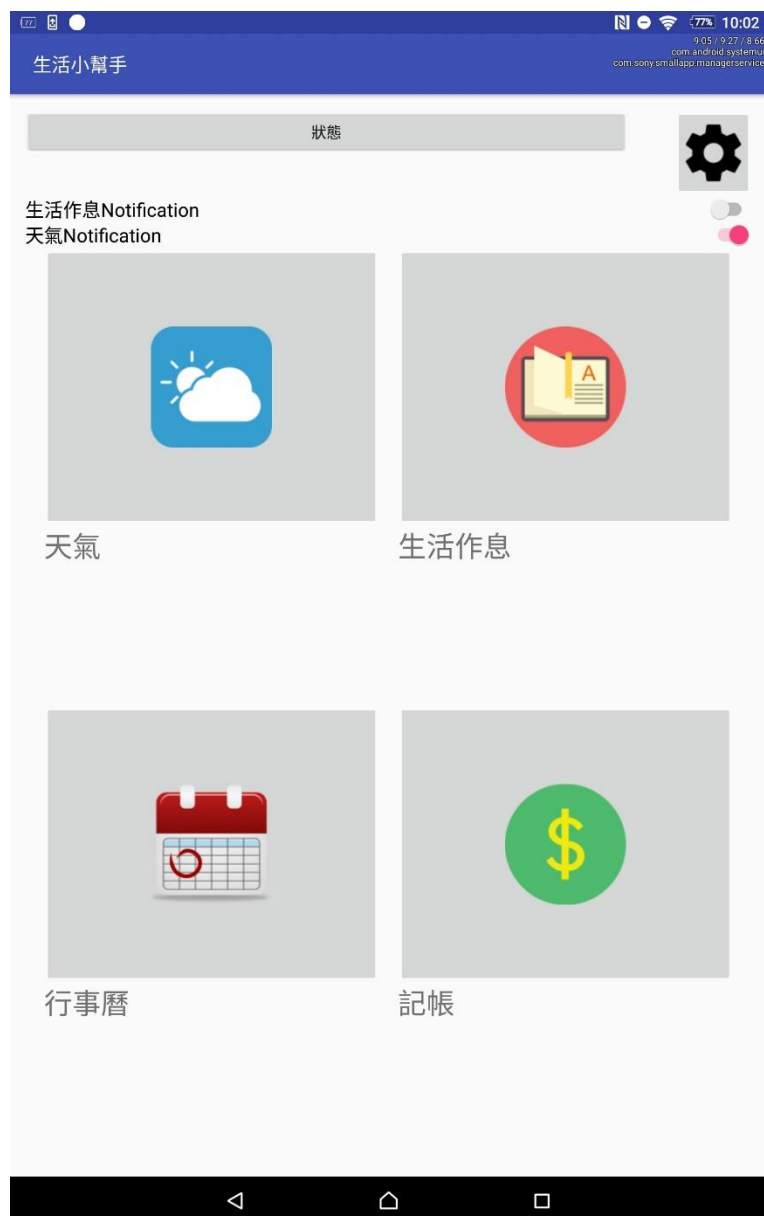 77
77% 10:02
9.05 / 9.27 / 8.66
com.android.systemui
com.sony.smallapp.managerservice
生活小幫手
狀態
生活作息Notification
天氣Notification
A
天氣
生活作息
$
行事曆
記帳